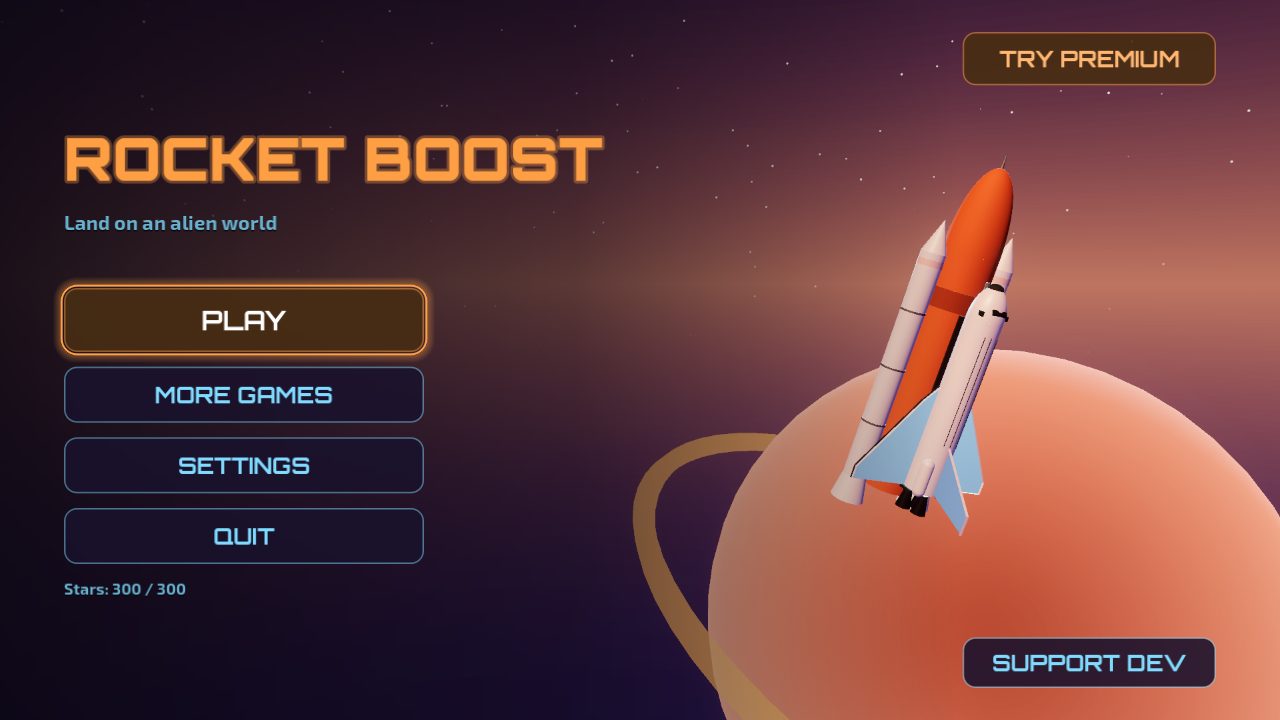 TRY PREMIUM
ROCKET BOOST
Land on an alien world
PLAY
MORE GAMES
SETTINGS
QUIT
Stars: 300 / 300
SUPPORT DEV